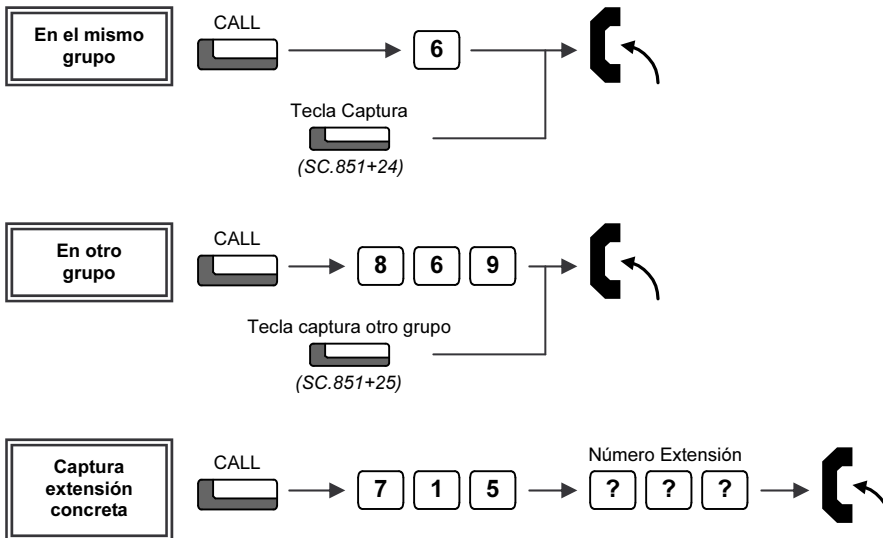 CALL
En el mismo
grupo
6
Tecla Captura
(SC.851+24)
CALL
En otro
grupo
8 6 9
Tecla captura otro grupo
(SC.851+25)
CALL
Número Extensión
Captura
extensión
concreta
7 1 5 ? ? ?